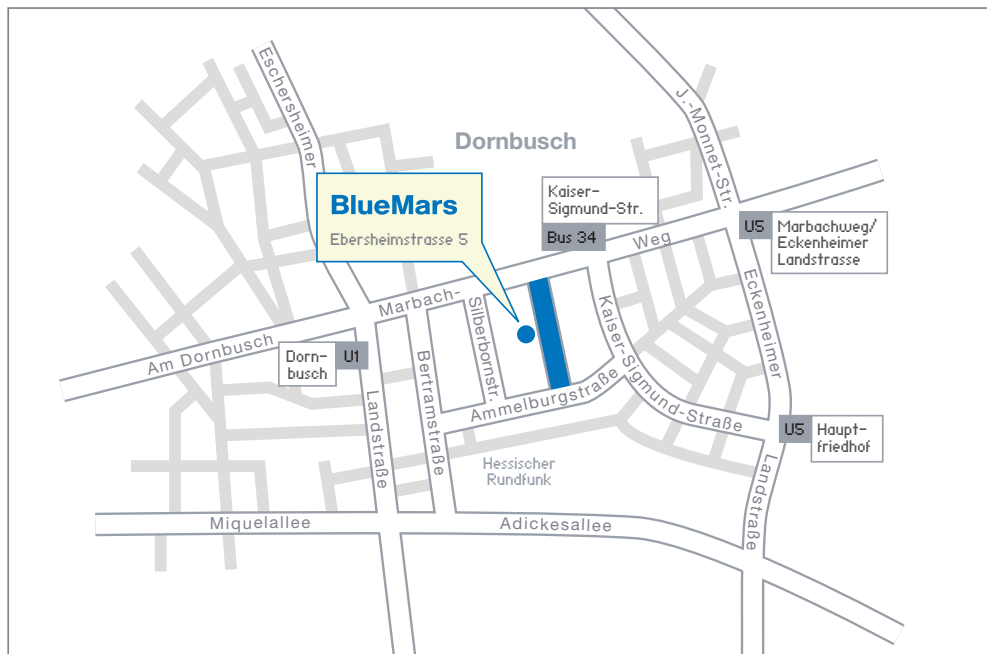 Eschersheimer
J.-Monnet-Str.
Dornbusch
BlueMars
Ebersheimstrasse 5
Kaiser-
Sigmund-Str.
Bus 34
Weg
U5
Marbachweg/
Eckenheimer
Landstrasse
Marbach-
Am Dornbusch
Silberbornstr.
Kaiser-Sigmund-Straße
Eckenheimer
Dorn-
busch
U1
Landstraße
Bertramstraße
Ammelburgstraße
U5
Haupt-
friedhof
Hessischer
Rundfunk
Landstraße
Miquelallee
Adickesallee